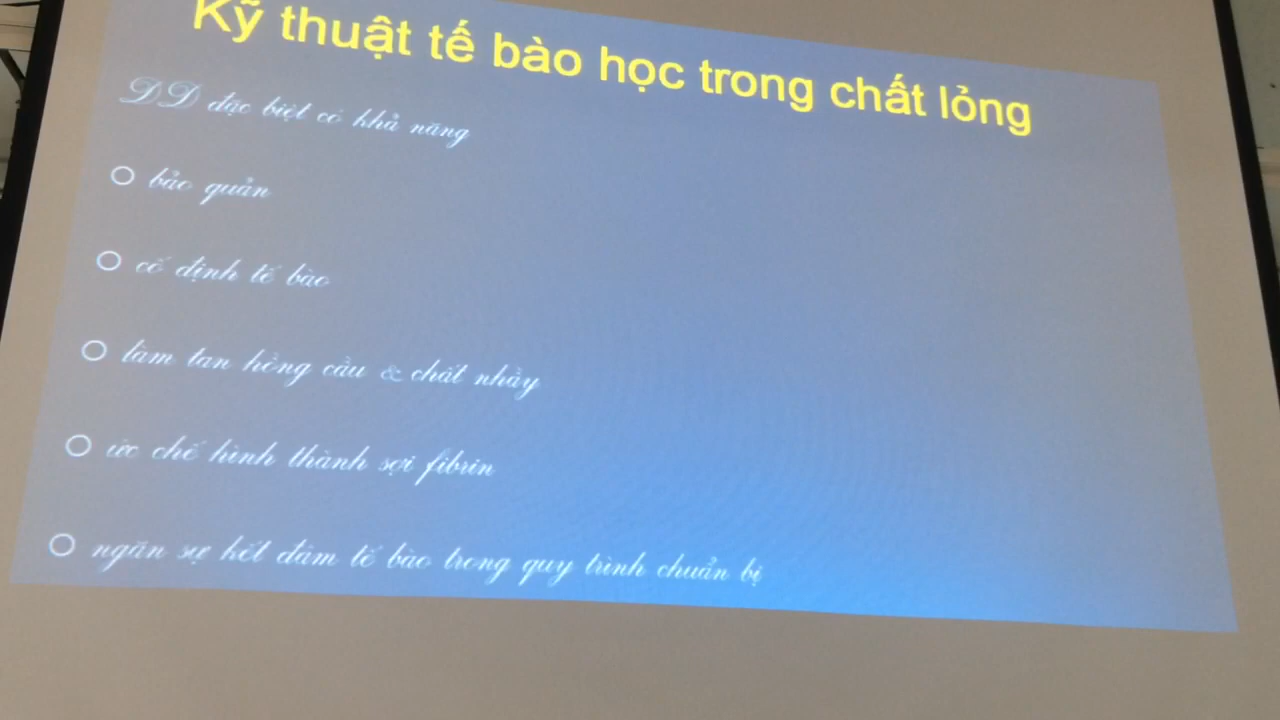 Kỹ thuật tế bào học trong chất lỏng
DD đặc biệt có khả năng
bảo quản
cố định tế bào
làm tan hồng cầu & chất nhầy
ức chế hình thành sợi fibrin
ngăn sự kết đám tế bào trong quy trình chuẩn bị